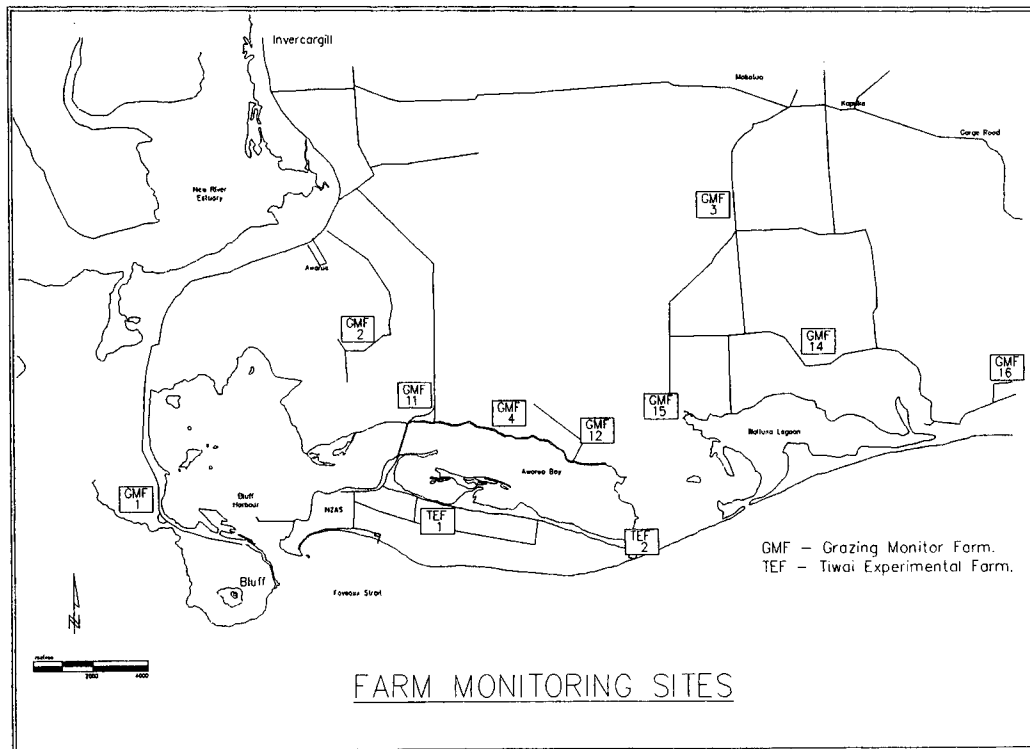 Invercargill
Mokotua
Kapuka
Gorge Road
New River
Estuary
GMF
3
Awarua
GMF
2
GMF
14
GMF
16
GMF
11
GMF
4
GMF
15
GMF
12
Waituna Lagoon
Awarua Bay
GMF
1
Bluff
Harbour
NZAS
TEF
1
TEF
2
GMF – Grazing Monitor Farm.
TEF – Tiwai Experimental Farm.
Bluff
Foveaux Strait
N
metres
2000
4000
FARM MONITORING SITES